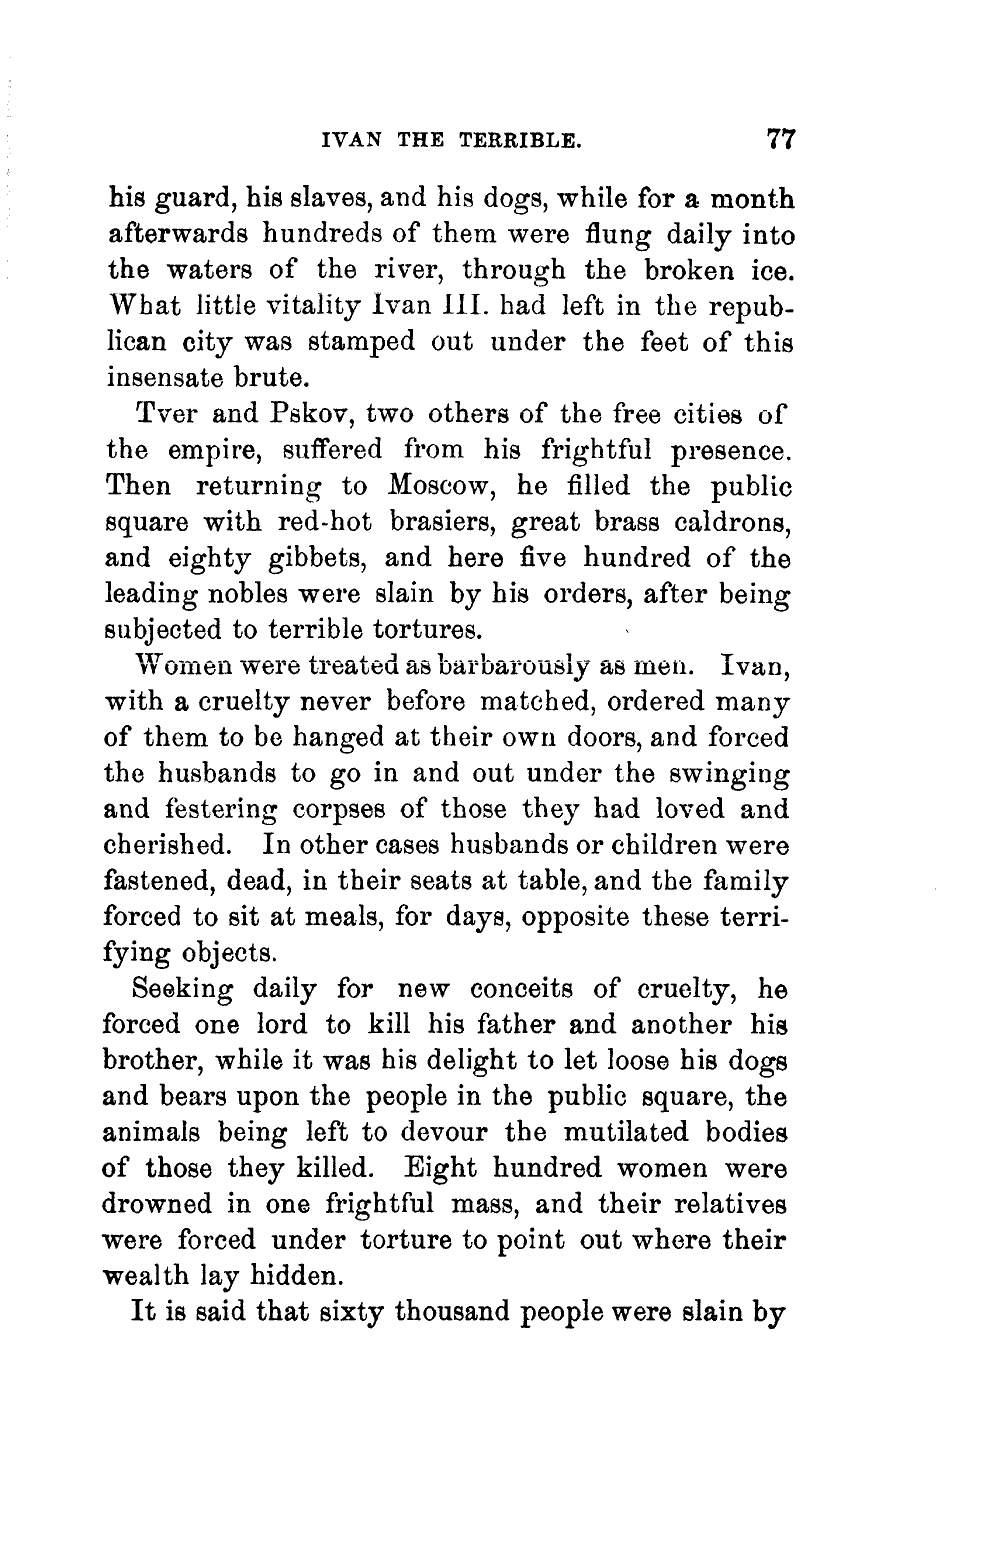 IVAN THE TERRIBLE. 77
his guard, his slaves, and his dogs, while for a month
afterwards hundreds of them were flung daily into
the waters of the river, through the broken ice.
What little vitality Ivan III. had left in the repub-
lican city was stamped out under the feet of this
insensate brute.
Tver and Pskov, two others of the free cities of
the empire, suffered from his frightful presence.
Then returning to Moscow, he filled the public
square with red-hot brasiers, great brass caldrons,
and eighty gibbets, and here five hundred of the
leading nobles were slain by his orders, after being
subjected to terrible tortures.
Women were treated as barbarously as men. Ivan,
with a cruelty never before matched, ordered many
of them to be hanged at their own doors, and forced
the husbands to go in and out under the swinging
and festering corpses of those they had loved and
cherished. In other cases husbands or children were
fastened, dead, in their seats at table, and the family
forced to sit at meals, for days, opposite these terri-
fying objects.
Seeking daily for new conceits of cruelty, he
forced one lord to kill his father and another his
brother, while it was his delight to let loose his dogs
and bears upon the people in the public square, the
animals being left to devour the mutilated bodies
of those they killed. Eight hundred women were
drowned in one frightful mass, and their relatives
were forced under torture to point out where their
wealth lay hidden.
It is said that sixty thousand people were slain by